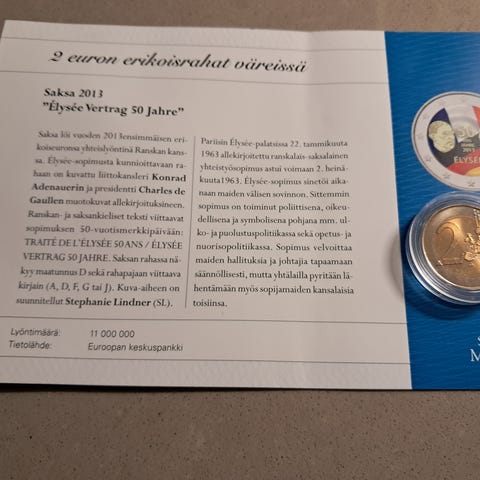 2 euron erikoisrahat väreissä
Saksa 2013
"Élysée Vertrag 50 Jahre"
Saksa löi vuoden 2013ensimmäisen eri-
koiseuronsa yhteislyöntinä Ranskan kans-
sa. Élysée-sopimusta kunnioittavaan ra-
haan on kuvattu liittokansleri Konrad
Adenauerin ja presidentti Charles de
Gaullen muotokuvat allekirjoituksineen.
Ranskan- ja saksankieliset teksti viittaavat
sopimuksen 50-vuotismerkkipäivään:
TRAITÉ DE L'ÉLYSÉE 50 ANS / ÉLYSÉE
VERTRAG 50 JAHRE. Saksan rahassa nä-
kyy maatunnus D sekä rahapajaan viittaava
kirjain (A, D, F, G tai J). Kuva-aiheen on
suunnitellut Stephanie Lindner (SL).
Pariisin Élysée-palatsissa 22. tammikuuta
1963 allekirjoitettu ranskalais-saksalainen
yhteistyösopimus astui voimaan 2. heinä-
kuuta1963. Élysée-sopimus sinetöi aika-
naan maiden välisen sovinnon. Sittemmin
sopimus on toiminut poliittisena, oikeu-
dellisena ja symbolisena pohjana mm. ul-
ko- ja puolustuspolitiikassa sekä opetus- ja
nuorisopolitiikassa. Sopimus velvoittaa
maiden hallituksia ja johtajia tapaamaan
säännöllisesti, mutta yhtälailla pyritään lä-
hentämään myös sopijamaiden kansalaisia
toisiinsa.
Lyöntimäärä: 11 000 000
Tietolähde: Euroopan keskuspankki
50
JAHRE
2013
ÉLYSÉE
2